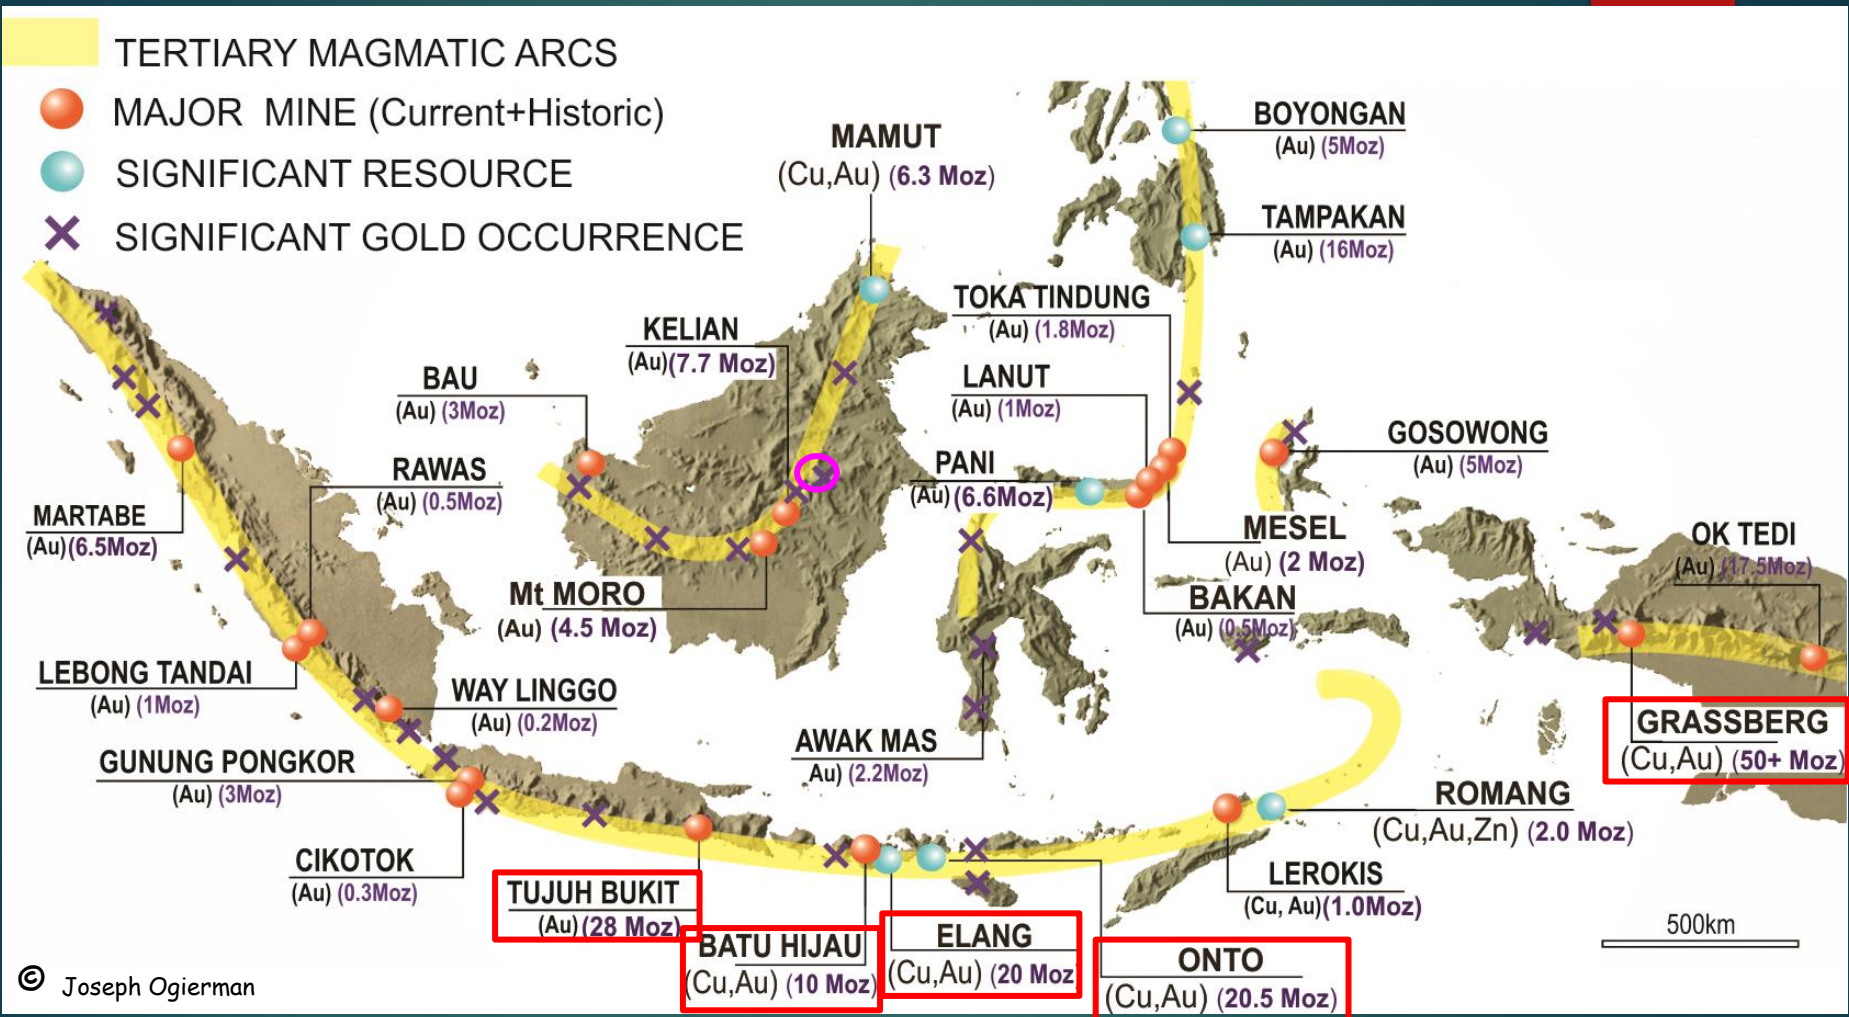 TERTIARY MAGMATIC ARCS
MAJOR MINE (Current+Historic)
SIGNIFICANT RESOURCE
SIGNIFICANT GOLD OCCURRENCE
MAMUT
(Cu,Au) (6.3 Moz)
BOYONGAN
(Au) (5Moz)
TAMPAKAN
(Au) (16Moz)
TOKA TINDUNG
(Au) (1.8Moz)
KELIAN
(Au)(7.7 Moz)
BAU
(Au) (3Moz)
LANUT
(Au) (1Moz)
GOSOWONG
(Au) (5Moz)
RAWAS
(Au) (0.5Moz)
PANI
(Au)(6.6Moz)
MARTABE
(Au)(6.5Moz)
MESEL
(Au) (2 Moz)
OK TEDI
(Au) (17.5Moz)
Mt MORO
(Au) (4.5 Moz)
BAKAN
(Au) (0.5Moz)
LEBONG TANDAI
(Au) (1Moz)
WAY LINGGO
(Au) (0.2Moz)
GRASSBERG
(Cu,Au) (50+ Moz)
AWAK MAS
Au) (2.2Moz)
GUNUNG PONGKOR
(Au) (3Moz)
ROMANG
(Cu,Au,Zn) (2.0 Moz)
CIKOTOK
(Au) (0.3Moz)
LEROKIS
(Cu, Au)(1.0Moz)
TUJUH BUKIT
(Au)(28 Moz)
BATU HIJAU
(Cu,Au) (10 Moz)
ELANG
(Cu,Au) (20 Moz
ONTO
(Cu,Au) (20.5 Moz)
500km
© Joseph Ogierman